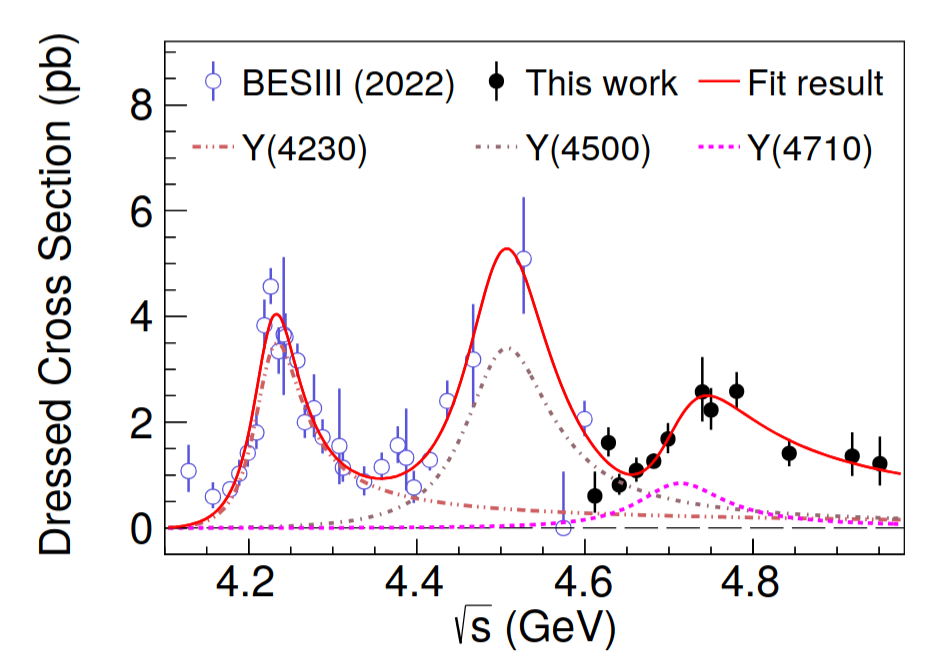 Dressed Cross Section (pb)
BESIII (2022) This work Fit result
Y(4230) Y(4500) Y(4710)
8
6
4
2
0
4.2 4.4 4.6 4.8
√s (GeV)